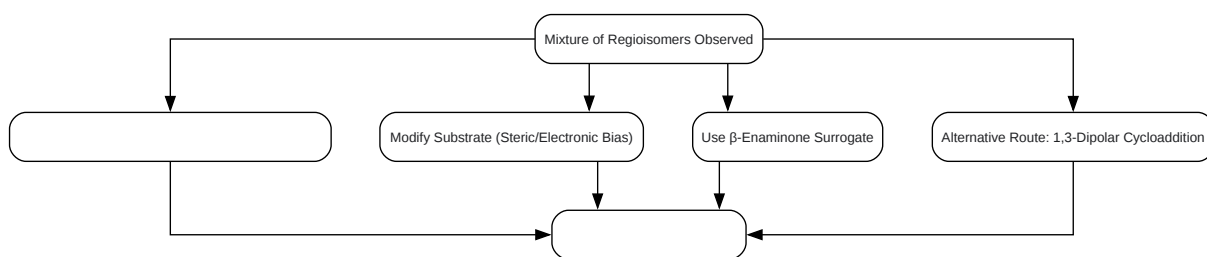 Mixture of Regioisomers Observed
Modify Substrate (Steric/Electronic Bias)
Use β-Enaminone Surrogate
Alternative Route: 1,3-Dipolar Cycloaddition